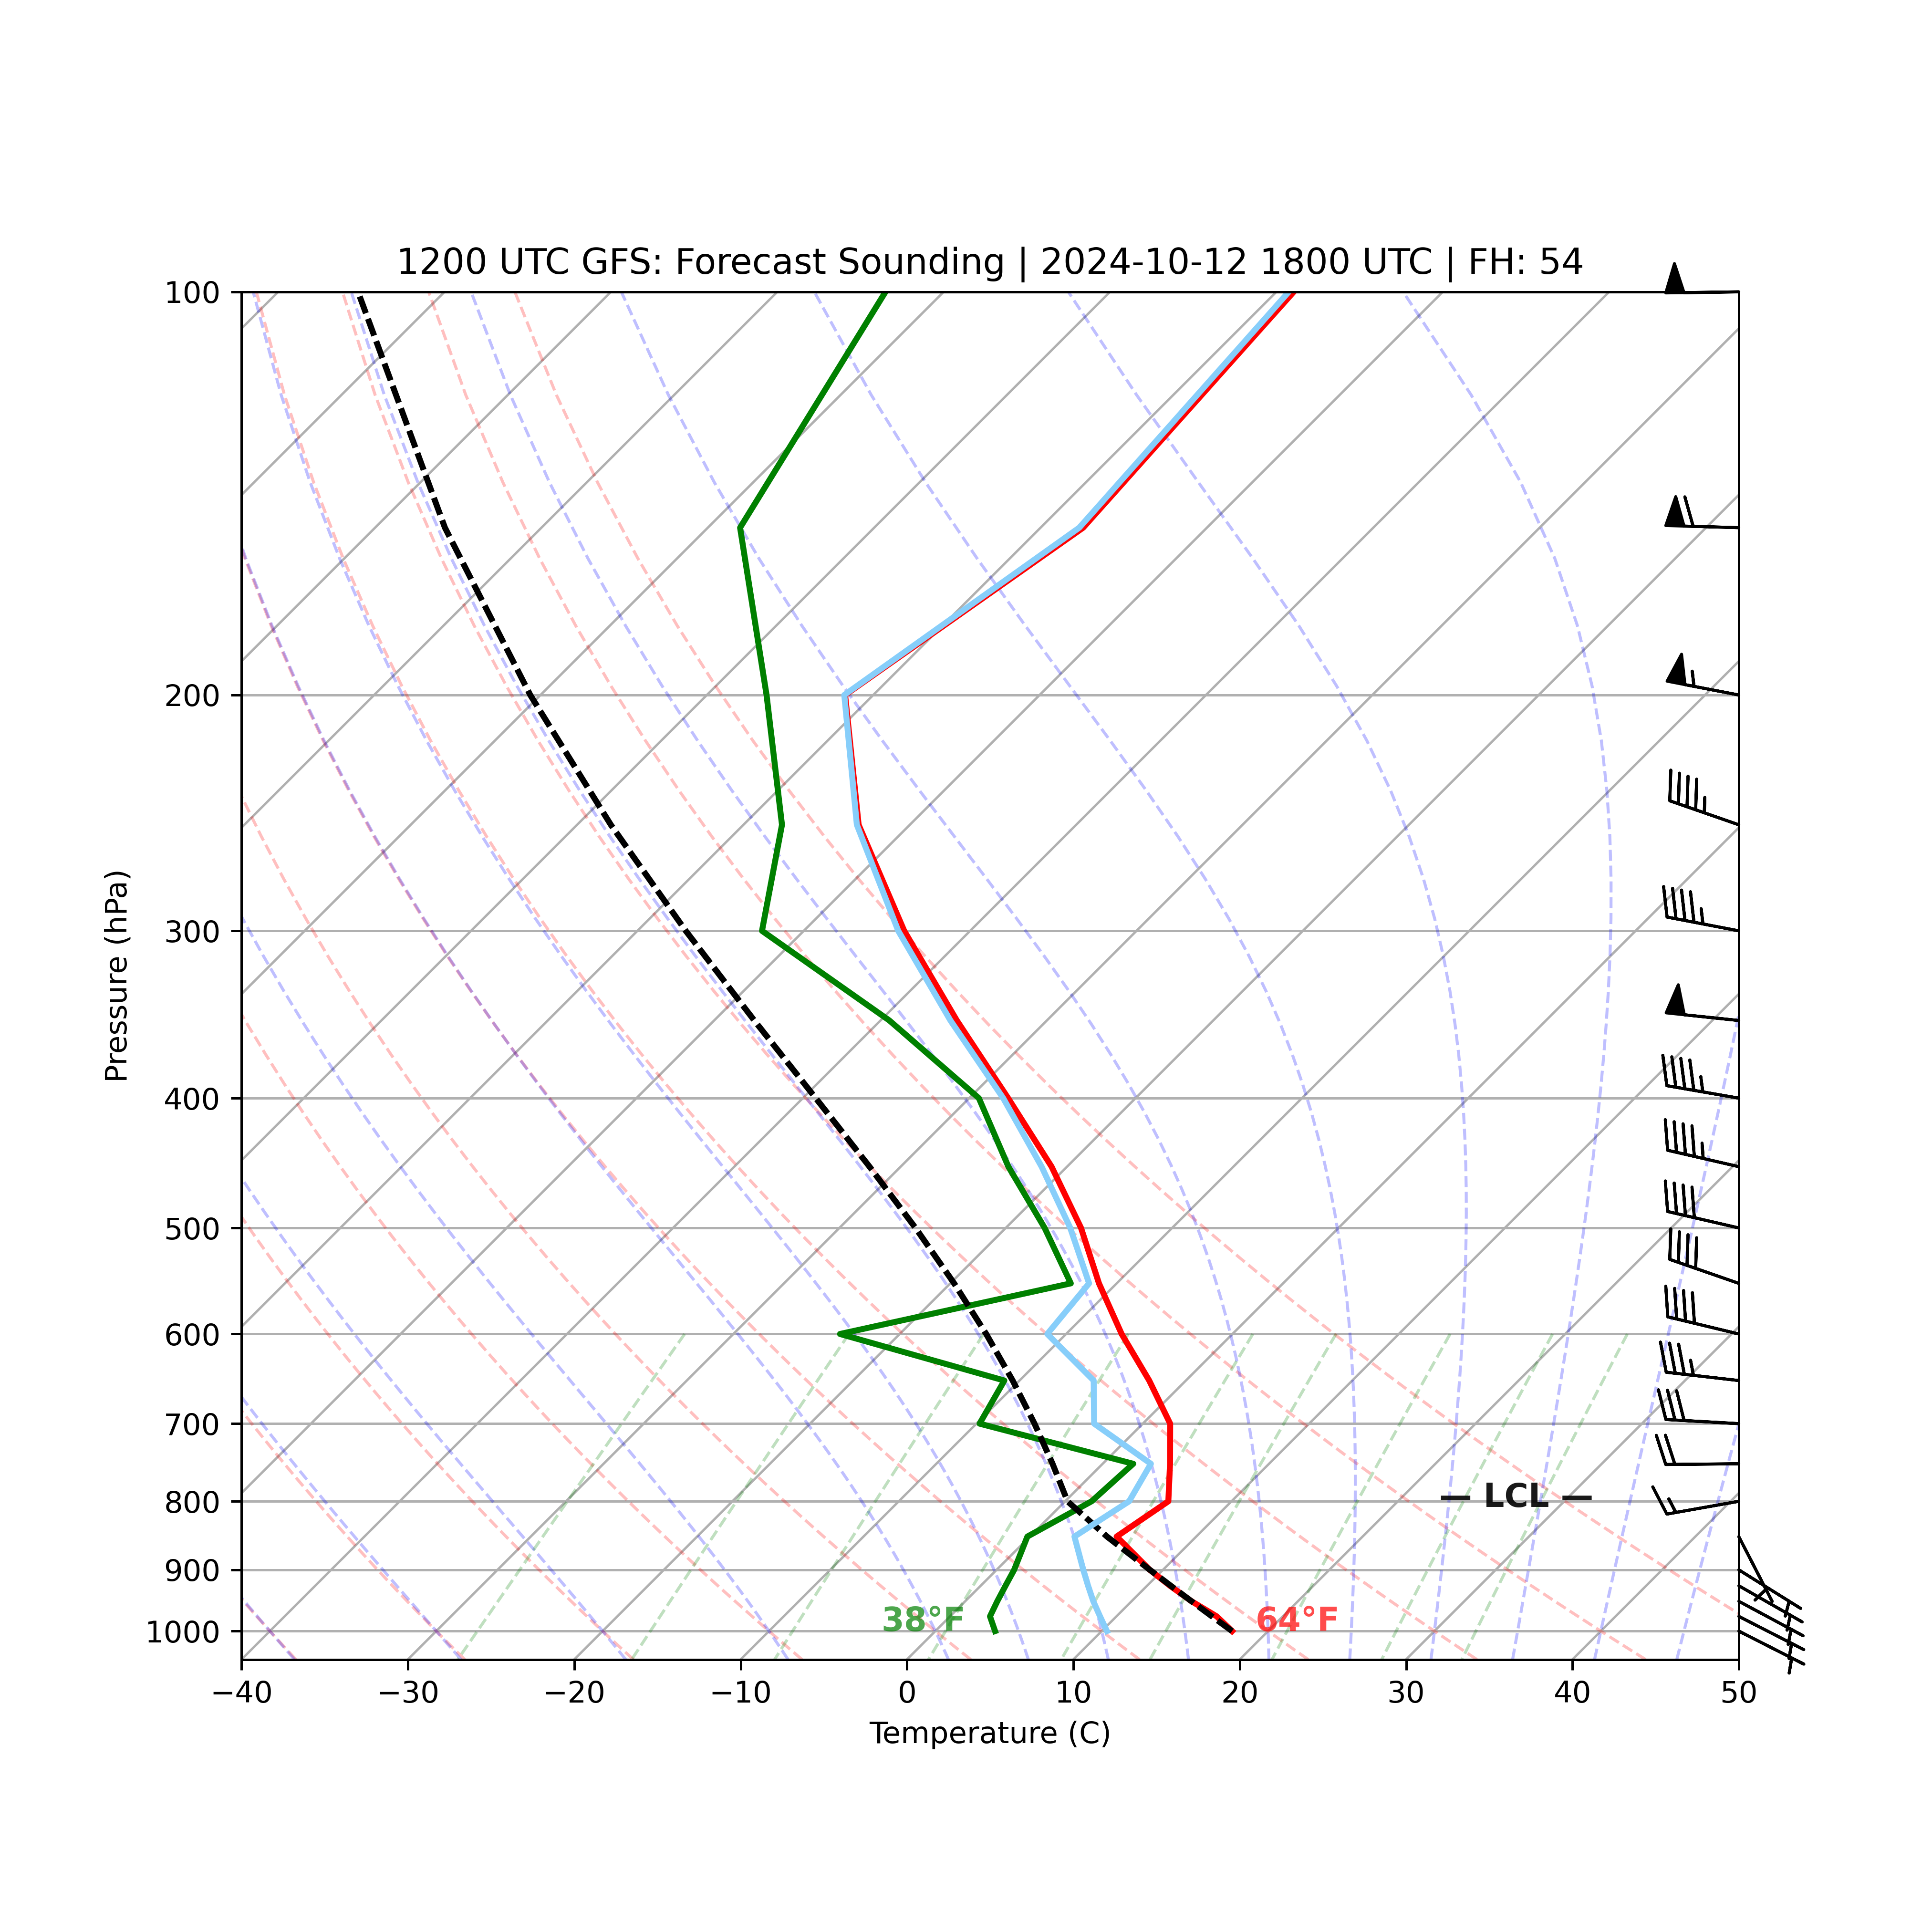 1200 UTC GFS: Forecast Sounding | 2024-10-12 1800 UTC | FH: 54
100
200
300
400
500
600
700
800
900
1000
Pressure (hPa)
— LCL —
38°F
64°F
−40 −30 −20 −10 0 10 20 30 40 50
Temperature (C)